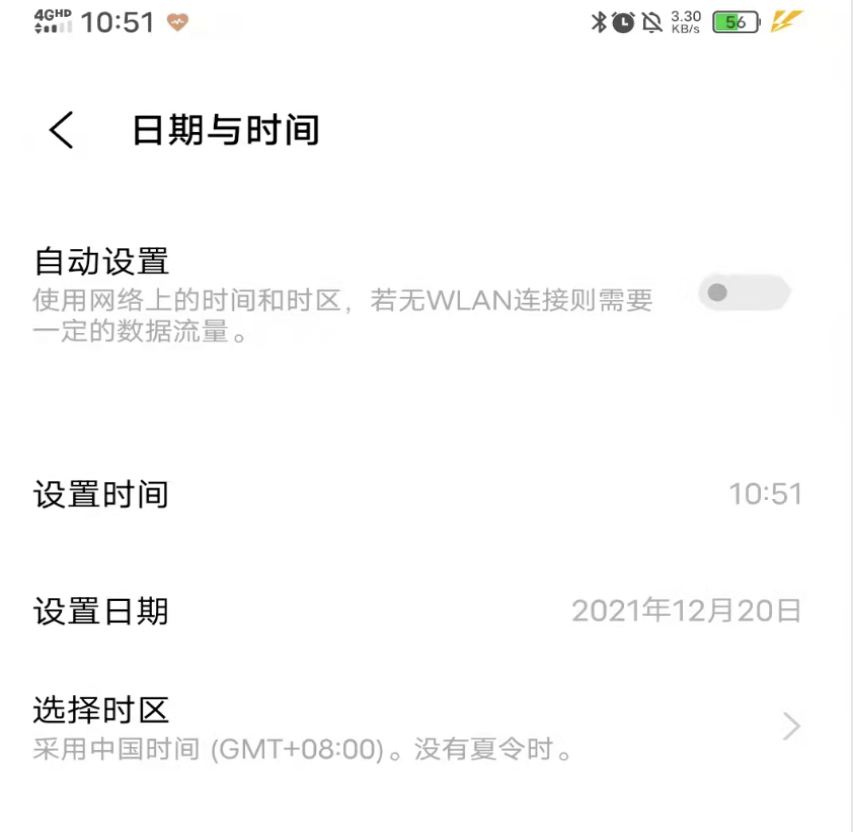 4GHD 10:51 3.30 KB/s 56
日期与时间
自动设置
使用网络上的时间和时区，若无WLAN连接则需要
一定的数据流量。
设置时间 10:51
设置日期 2021年12月20日
选择时区
采用中国时间 (GMT+08:00)。没有夏令时。